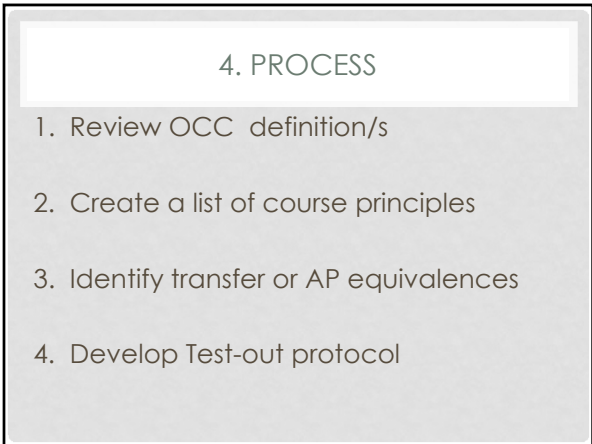 4. PROCESS
1. Review OCC  definition/s
2. Create a list of course principles
3. Identify transfer or AP equivalences
4. Develop Test-out protocol